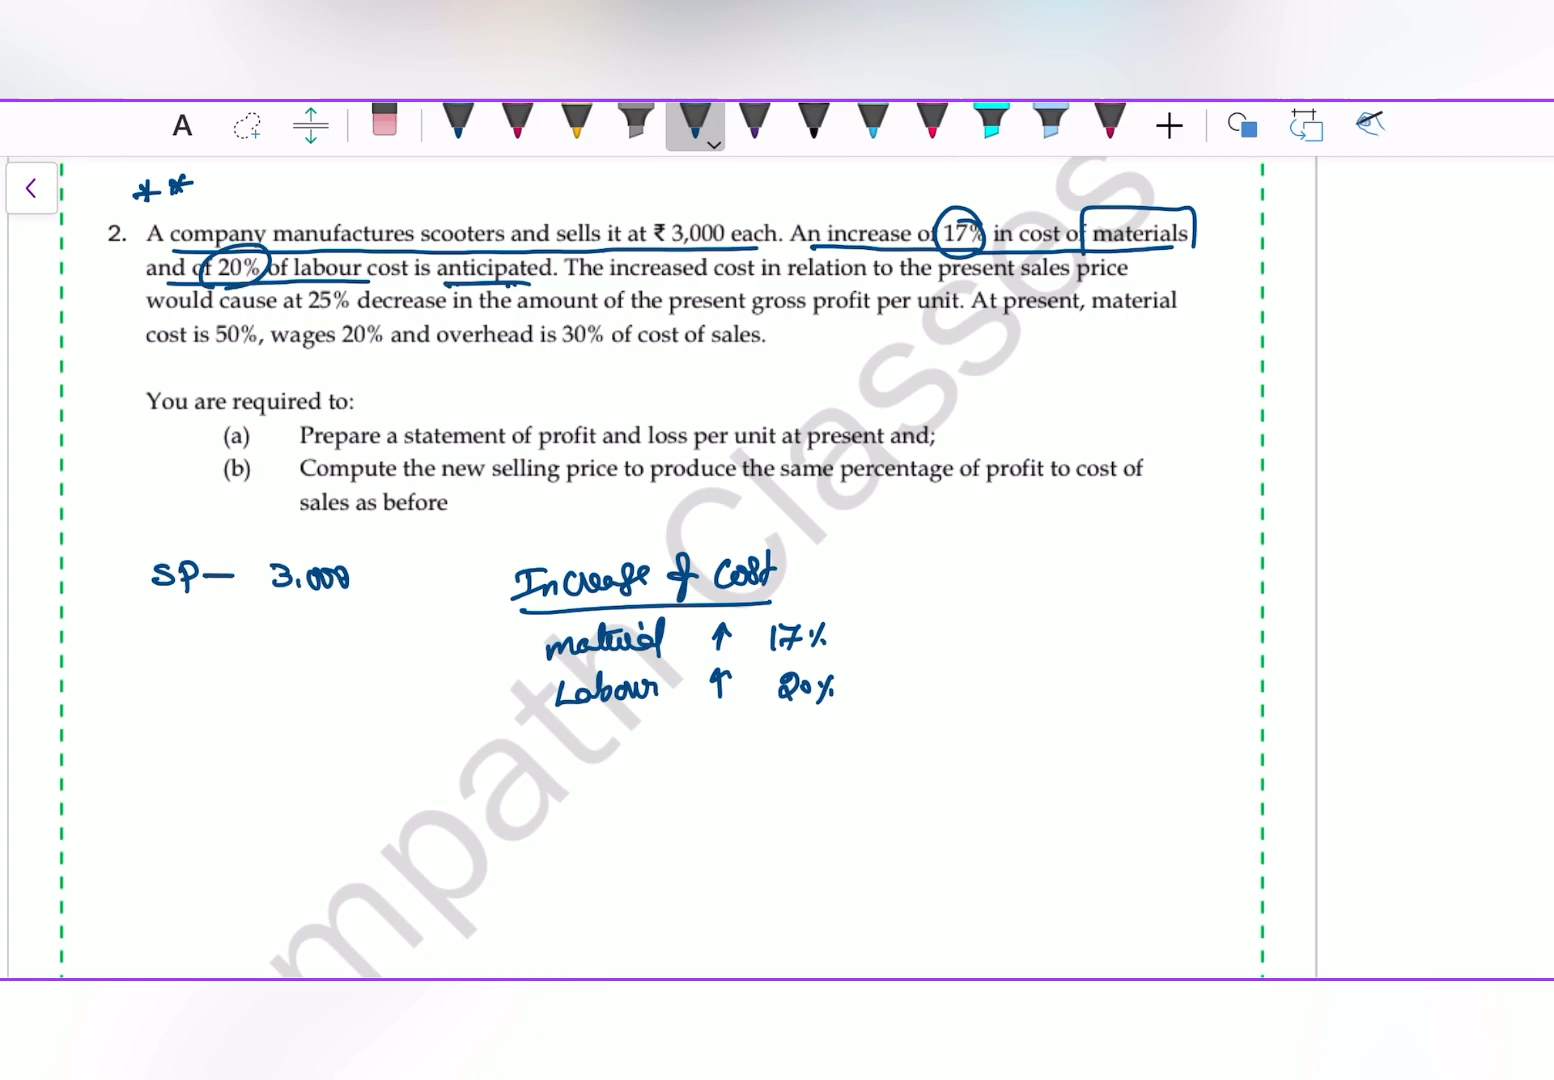 A
**
2. A company manufactures scooters and sells it at ₹ 3,000 each. An increase of 17% in cost of materials
and of 20% of labour cost is anticipated. The increased cost in relation to the present sales price
would cause at 25% decrease in the amount of the present gross profit per unit. At present, material
cost is 50%, wages 20% and overhead is 30% of cost of sales.
You are required to:
(a) Prepare a statement of profit and loss per unit at present and;
(b) Compute the new selling price to produce the same percentage of profit to cost of
sales as before
SP— 3,000
Increase of Cost
material ↑ 17%
Labour ↑ 20%
mpath Classes